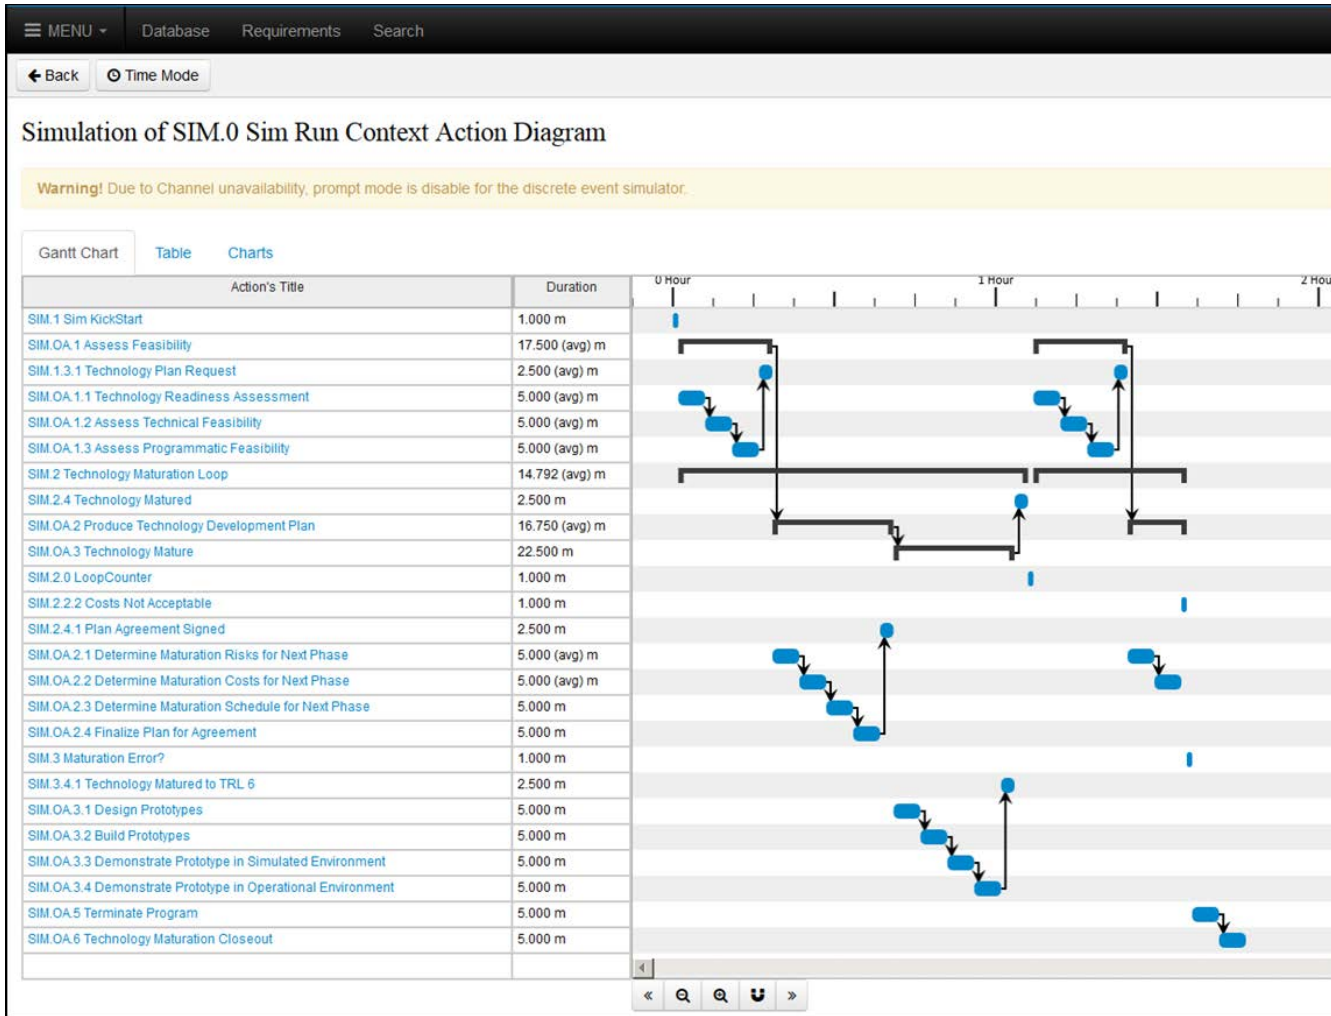 MENU Database Requirements Search
Back Time Mode
Simulation of SIM.0 Sim Run Context Action Diagram
Warning! Due to Channel unavailability, prompt mode is disable for the discrete event simulator.
Gantt Chart Table Charts
Action's Title Duration 0 Hour 1 Hour 2 Hou
SIM.1 Sim KickStart 1.000 m
SIM.OA.1 Assess Feasibility 17.500 (avg) m
SIM.1.3.1 Technology Plan Request 2.500 (avg) m
SIM.OA.1.1 Technology Readiness Assessment 5.000 (avg) m
SIM.OA.1.2 Assess Technical Feasibility 5.000 (avg) m
SIM.OA.1.3 Assess Programmatic Feasibility 5.000 (avg) m
SIM.2 Technology Maturation Loop 14.792 (avg) m
SIM.2.4 Technology Matured 2.500 m
SIM.OA.2 Produce Technology Development Plan 16.750 (avg) m
SIM.OA.3 Technology Mature 22.500 m
SIM.2.0 LoopCounter 1.000 m
SIM.2.2.2 Costs Not Acceptable 1.000 m
SIM.2.4.1 Plan Agreement Signed 2.500 m
SIM.OA.2.1 Determine Maturation Risks for Next Phase 5.000 (avg) m
SIM.OA.2.2 Determine Maturation Costs for Next Phase 5.000 (avg) m
SIM.OA.2.3 Determine Maturation Schedule for Next Phase 5.000 m
SIM.OA.2.4 Finalize Plan for Agreement 5.000 m
SIM.3 Maturation Error? 1.000 m
SIM.3.4.1 Technology Matured to TRL 6 2.500 m
SIM.OA.3.1 Design Prototypes 5.000 m
SIM.OA.3.2 Build Prototypes 5.000 m
SIM.OA.3.3 Demonstrate Prototype in Simulated Environment 5.000 m
SIM.OA.3.4 Demonstrate Prototype in Operational Environment 5.000 m
SIM.OA.5 Terminate Program 5.000 m
SIM.OA.6 Technology Maturation Closeout 5.000 m